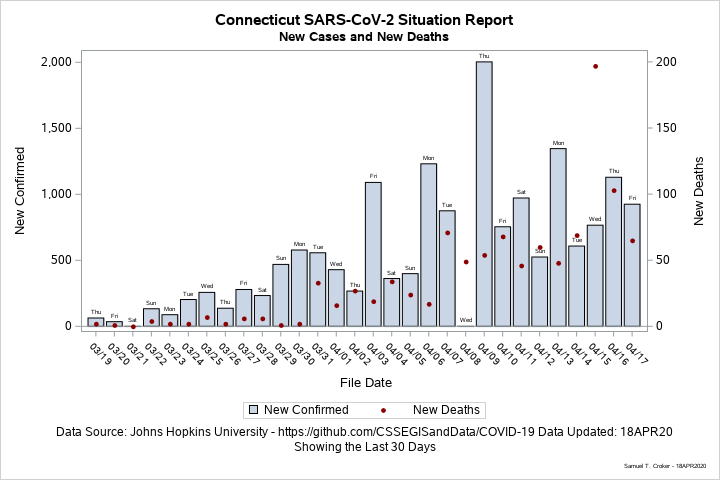 Connecticut SARS-CoV-2 Situation Report
New Cases and New Deaths
2,000
1,500
1,000
500
0
New Confirmed
200
150
100
50
0
New Deaths
Thu Fri Sat Sun Mon Tue Wed Thu Fri Sat Sun Mon Tue Wed Thu Fri Sat Sun Mon Tue Wed Thu Fri Sat Sun Mon Tue Wed Thu Fri
03/19 03/20 03/21 03/22 03/23 03/24 03/25 03/26 03/27 03/28 03/29 03/30 03/31 04/01 04/02 04/03 04/04 04/05 04/06 04/07 04/08 04/09 04/10 04/11 04/12 04/13 04/14 04/15 04/16 04/17
File Date
New Confirmed New Deaths
Data Source: Johns Hopkins University - https://github.com/CSSEGISandData/COVID-19 Data Updated: 18APR20
Showing the Last 30 Days
Samuel T. Croker - 18APR2020